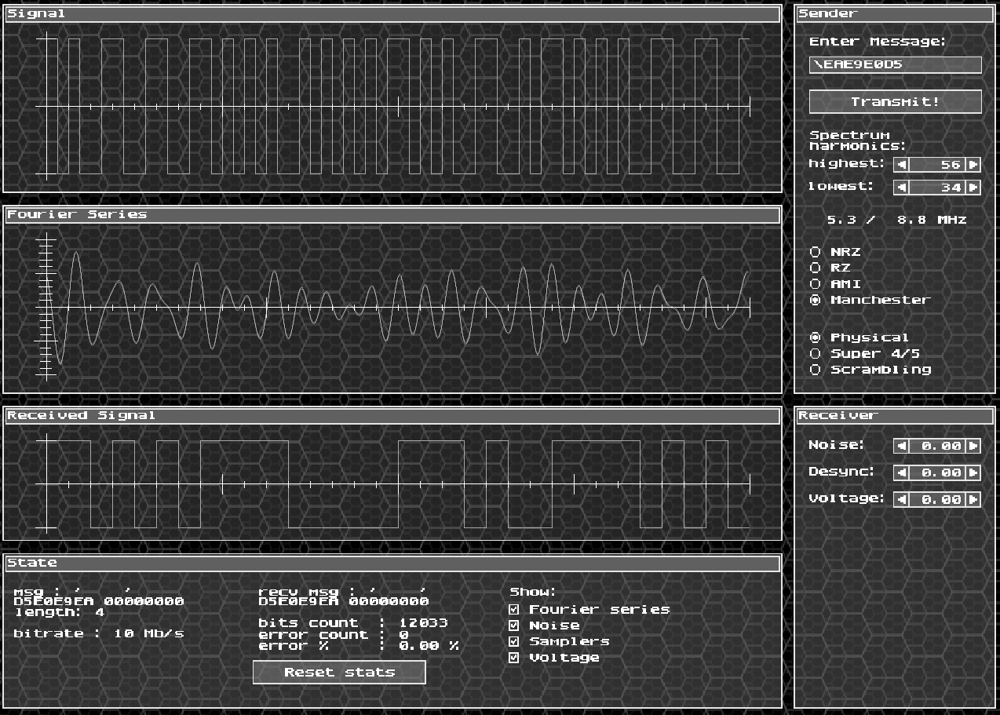 Signal
Sender
Enter Message:
\EAE9E0D5
Transmit!
Spectrum
harmonics:
highest: 56
lowest: 34
5.3 / 8.8 MHz
NRZ
RZ
AMI
Manchester
Physical
Super 4/5
Scrambling
Fourier Series
Received Signal
Receiver
Noise: 0.00
Desync: 0.00
Voltage: 0.00
State
msg :
D5E0E9EA 00000000
length: 4
bitrate : 10 Mb/s
recv msg :
D5E0E9EA 00000000
bits count : 12033
error count : 0
error % : 0.00 %
Reset stats
Show:
Fourier series
Noise
Samplers
Voltage